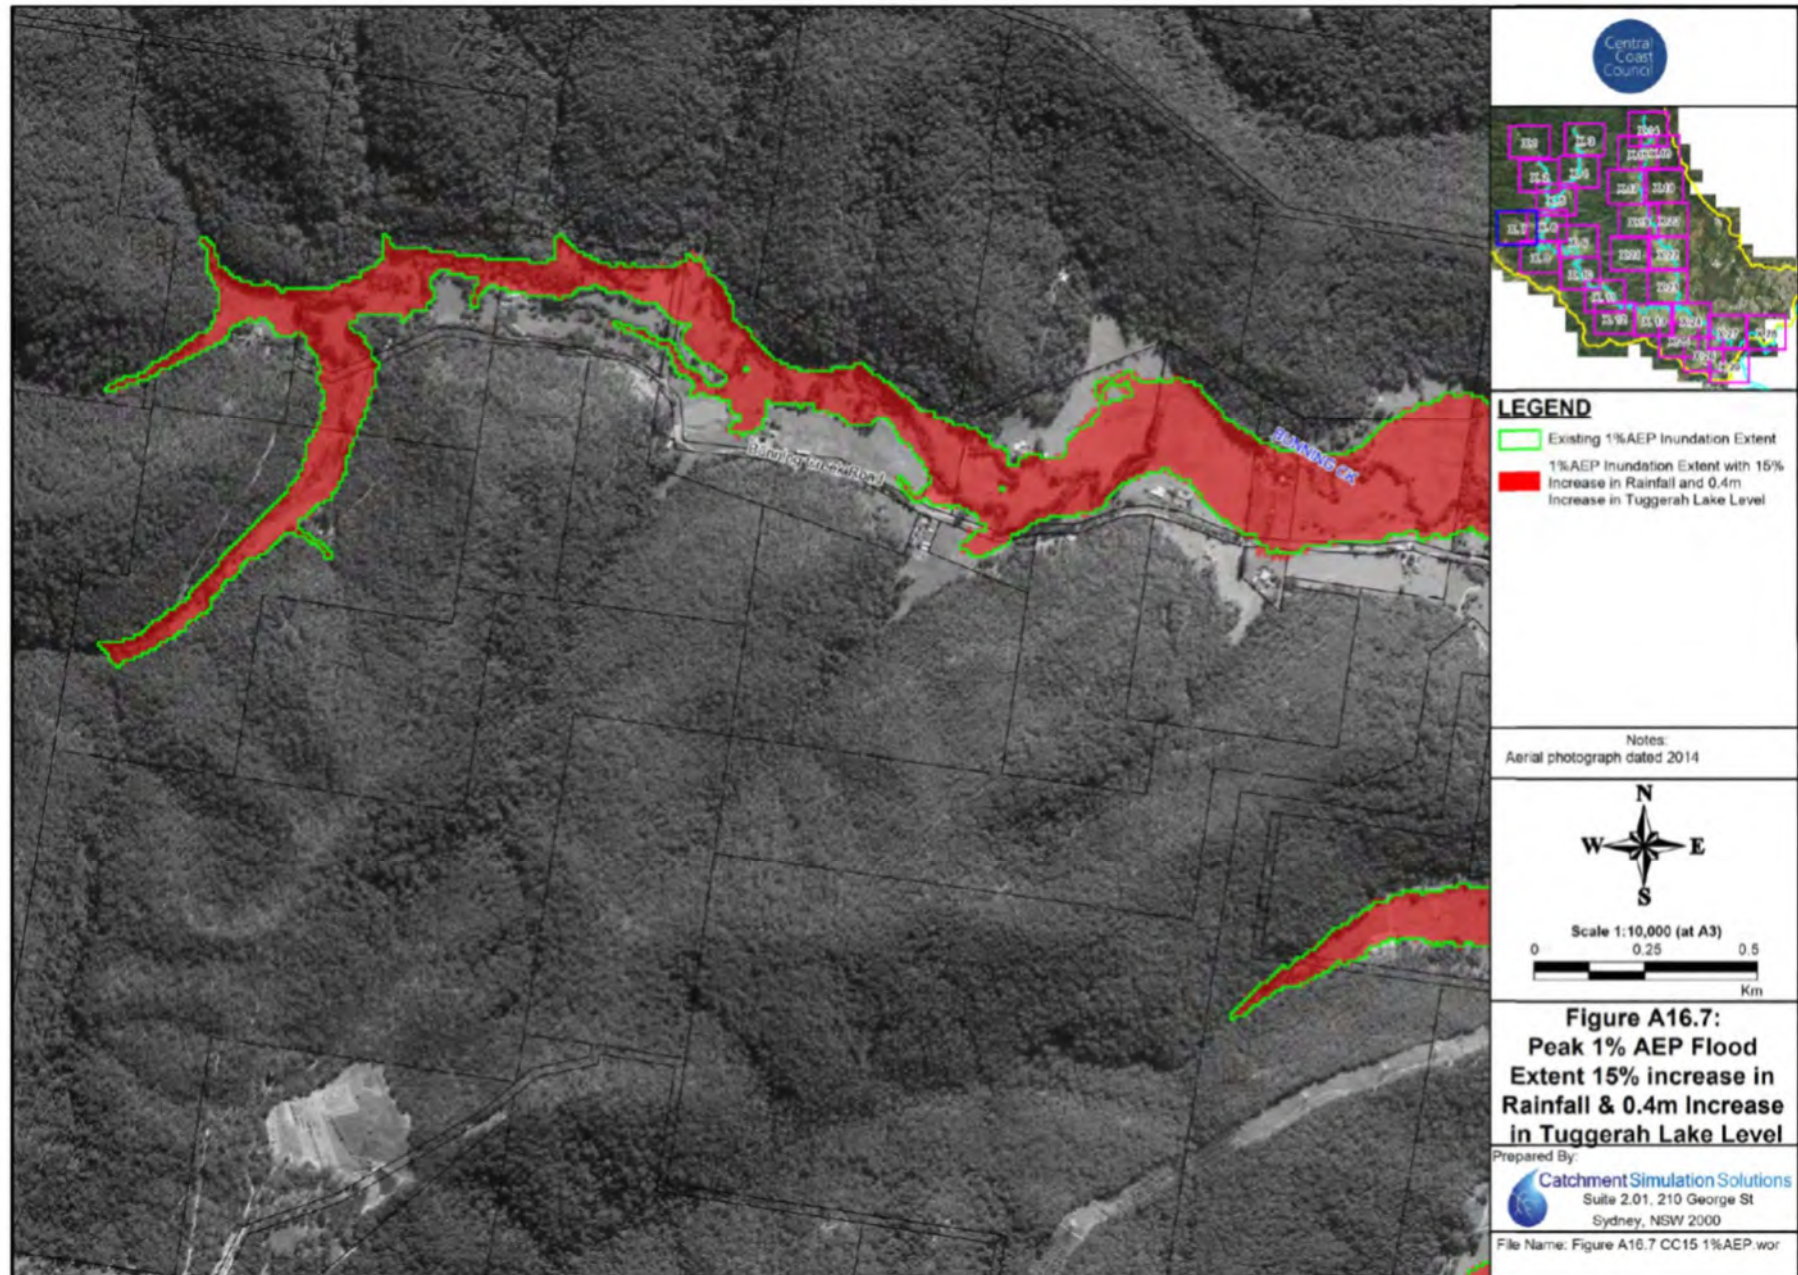 Central
Coast
Council
LEGEND
Existing 1%AEP Inundation Extent
1%AEP Inundation Extent with 15%
Increase in Rainfall and 0.4m
Increase in Tuggerah Lake Level
BUNNING CK
Notes:
Aerial photograph dated 2014
N
W E
S
Scale 1:10,000 (at A3)
0 0.25 0.5
Km
Figure A16.7:
Peak 1% AEP Flood
Extent 15% increase in
Rainfall & 0.4m Increase
in Tuggerah Lake Level
Prepared By:
Catchment Simulation Solutions
Suite 2.01, 210 George St
Sydney, NSW 2000
File Name: Figure A16.7 CC15 1%AEP.wor